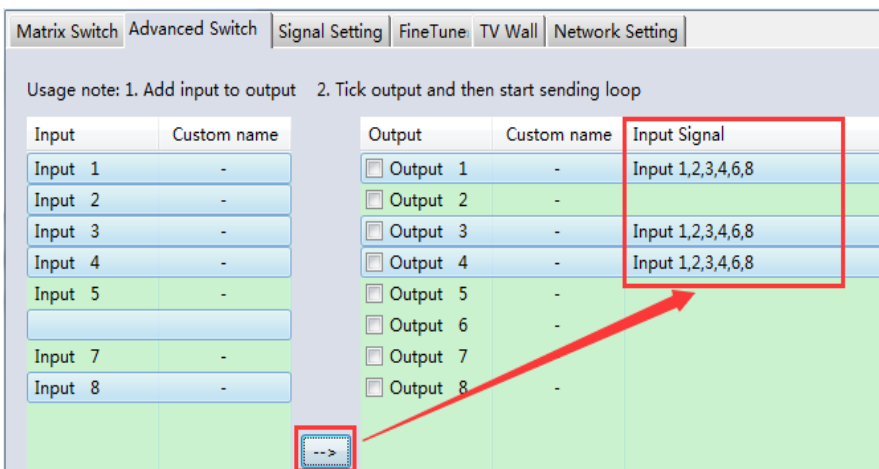 Matrix Switch Advanced Switch Signal Setting FineTune TV Wall Network Setting
Usage note: 1. Add input to output 2. Tick output and then start sending loop
Input Custom name Output Custom name Input Signal
Input 1 - Output 1 - Input 1,2,3,4,6,8
Input 2 - Output 2 -
Input 3 - Output 3 - Input 1,2,3,4,6,8
Input 4 - Output 4 - Input 1,2,3,4,6,8
Input 5 - Output 5 -
Output 6 -
Input 7 - Output 7 -
Input 8 - Output 8 -
-->